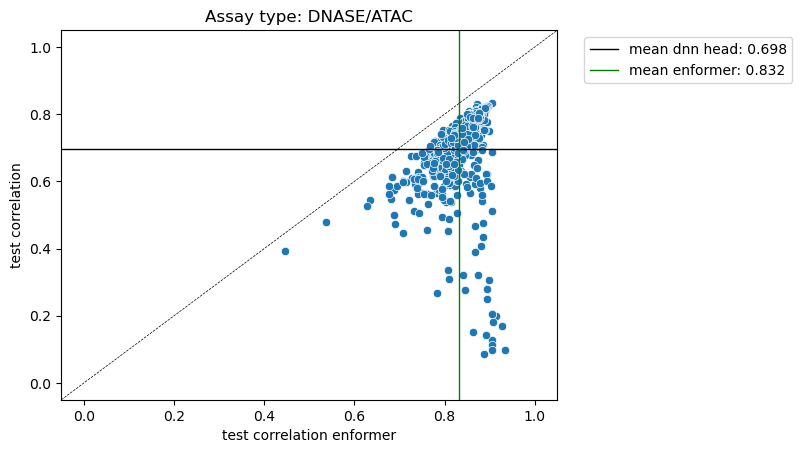 Assay type: DNASE/ATAC
mean dnn head: 0.698
mean enformer: 0.832
test correlation
1.0
0.8
0.6
0.4
0.2
0.0
0.0 0.2 0.4 0.6 0.8 1.0
test correlation enformer